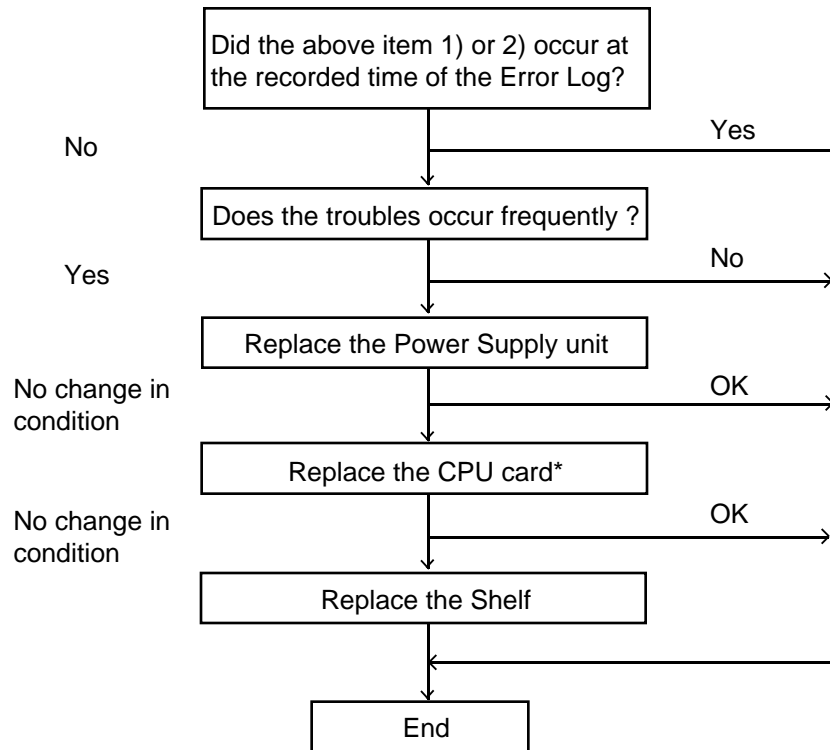 Did the above item 1) or 2) occur at
the recorded time of the Error Log?
No
Yes
Does the troubles occur frequently ?
Yes
No
Replace the Power Supply unit
No change in
condition
OK
Replace the CPU card*
No change in
condition
OK
Replace the Shelf
End